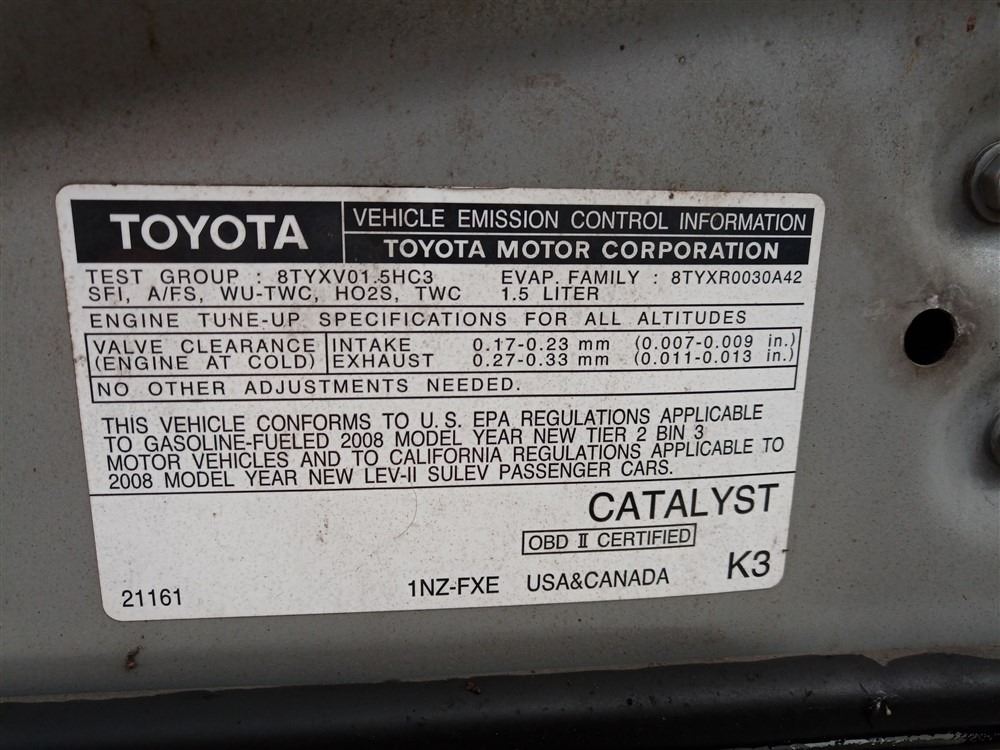 TOYOTA
VEHICLE EMISSION CONTROL INFORMATION
TOYOTA MOTOR CORPORATION
TEST GROUP : 8TYXV01.5HC3 EVAP. FAMILY : 8TYXR0030A42
SFI, A/FS, WU-TWC, HO2S, TWC 1.5 LITER
ENGINE TUNE-UP SPECIFICATIONS FOR ALL ALTITUDES
VALVE CLEARANCE INTAKE 0.17-0.23 mm (0.007-0.009 in.)
(ENGINE AT COLD) EXHAUST 0.27-0.33 mm (0.011-0.013 in.)
NO OTHER ADJUSTMENTS NEEDED.
THIS VEHICLE CONFORMS TO U.S. EPA REGULATIONS APPLICABLE
TO GASOLINE-FUELED 2008 MODEL YEAR NEW TIER 2 BIN 3
MOTOR VEHICLES AND TO CALIFORNIA REGULATIONS APPLICABLE TO
2008 MODEL YEAR NEW LEV-II SULEV PASSENGER CARS.
CATALYST
OBD II CERTIFIED
21161 1NZ-FXE USA&CANADA K3